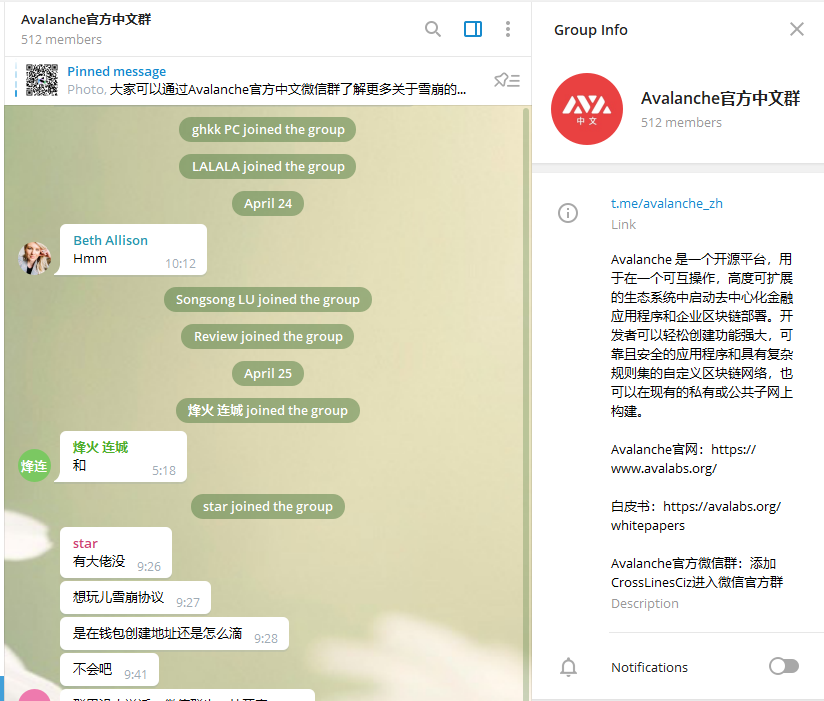 Avalanche官方中文群
512 members
Pinned message
Photo, 大家可以通过Avalanche官方中文微信群了解更多关于雪崩的...
ghkk PC joined the group
LALALA joined the group
April 24
Beth Allison
Hmm
10:12
Songsong LU joined the group
Review joined the group
April 25
烽火 连城 joined the group
烽连
烽火 连城
和
5:18
star joined the group
star
有大佬没
9:26
想玩儿雪崩协议
9:27
是在钱包创建地址还是怎么滴
9:28
不会吧
9:41
Group Info
AVA
中文
Avalanche官方中文群
512 members
t.me/avalanche_zh
Link
Avalanche 是一个开源平台，用
于在一个可互操作，高度可扩展
的生态系统中启动去中心化金融
应用程序和企业区块链部署。开
发者可以轻松创建功能强大，可
靠且安全的应用程序和具有复杂
规则集的自定义区块链网络，也
可以在现有的私有或公共子网上
构建。
Avalanche官网：https://
www.avalabs.org/
白皮书：https://avalabs.org/
whitepapers
Avalanche官方微信群：添加
CrossLinesCiz进入微信官方群
Description
Notifications